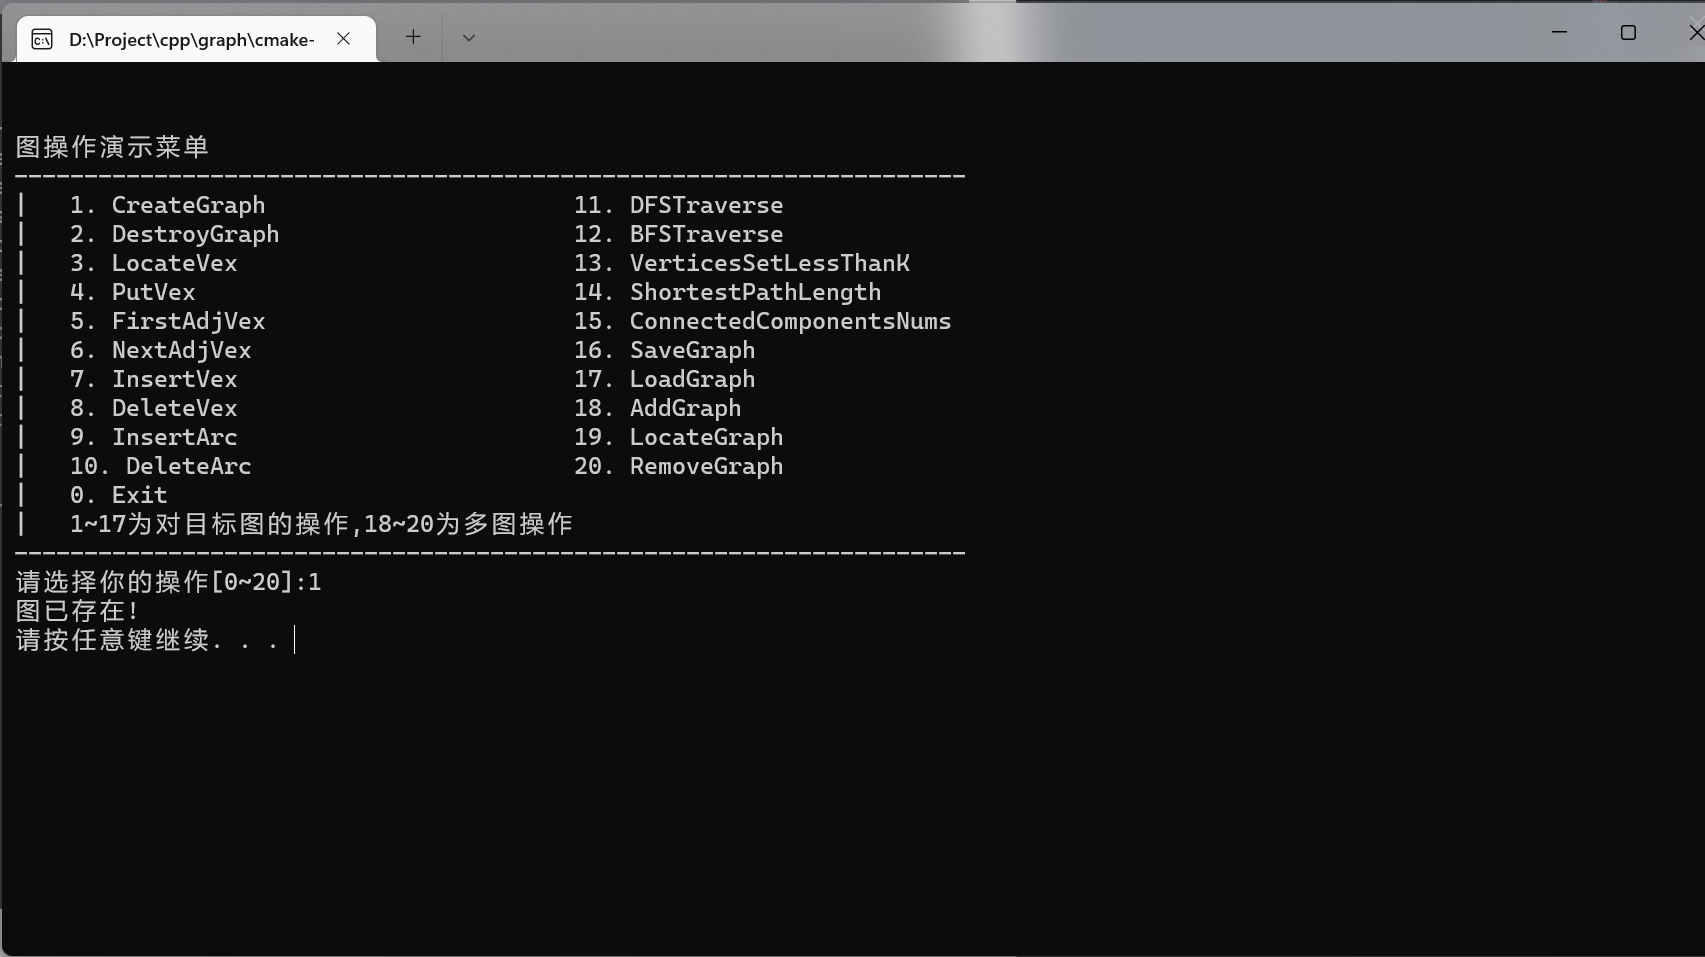 D:\Project\cpp\graph\cmake-
图操作演示菜单
--------------------------------------------------------------------
|   1. CreateGraph                      11. DFSTraverse
|   2. DestroyGraph                     12. BFSTraverse
|   3. LocateVex                        13. VerticesSetLessThanK
|   4. PutVex                           14. ShortestPathLength
|   5. FirstAdjVex                      15. ConnectedComponentsNums
|   6. NextAdjVex                       16. SaveGraph
|   7. InsertVex                        17. LoadGraph
|   8. DeleteVex                        18. AddGraph
|   9. InsertArc                        19. LocateGraph
|   10. DeleteArc                       20. RemoveGraph
|   0. Exit
|   1~17为对目标图的操作,18~20为多图操作
--------------------------------------------------------------------
请选择你的操作[0~20]:1
图已存在!
请按任意键继续. . .